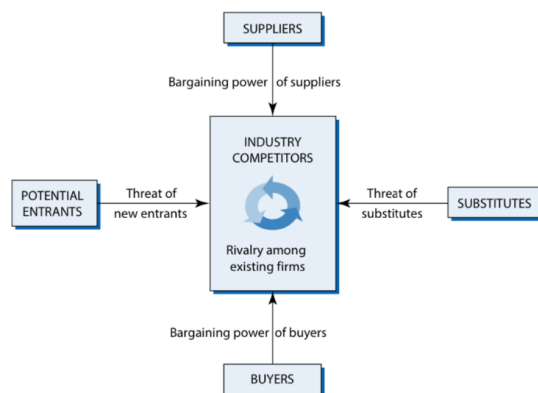 SUPPLIERS
Bargaining power of suppliers
INDUSTRY
COMPETITORS
POTENTIAL
ENTRANTS
Threat of
new entrants
Threat of
substitutes
SUBSTITUTES
Rivalry among
existing firms
Bargaining power of buyers
BUYERS